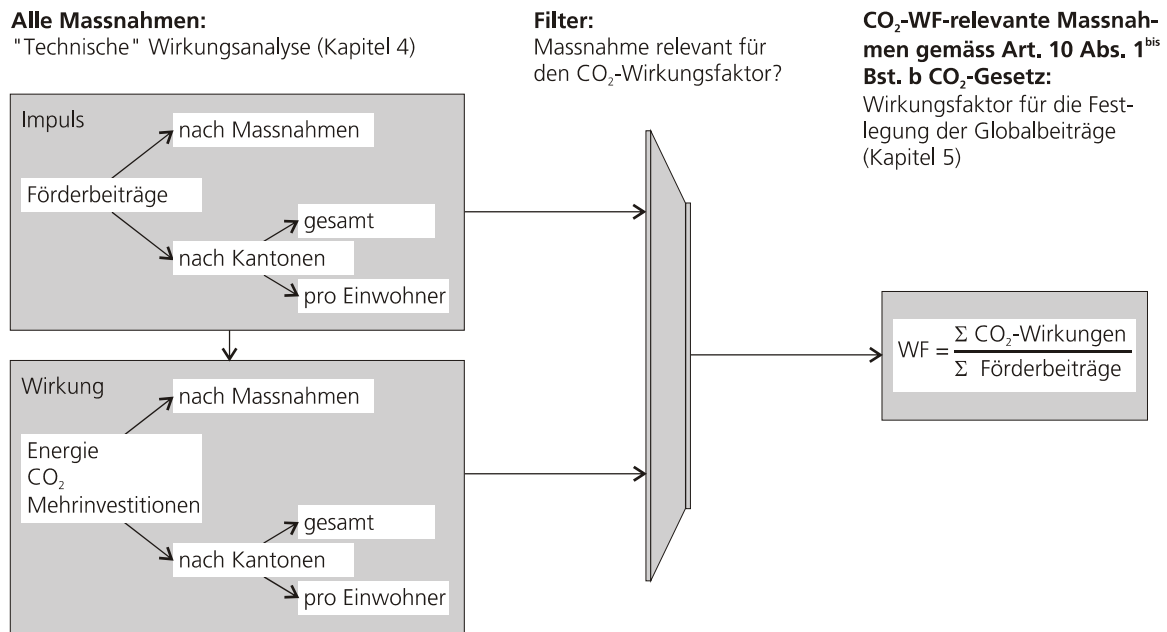 Alle Massnahmen:
"Technische" Wirkungsanalyse (Kapitel 4)
Filter:
Massnahme relevant für
den CO₂-Wirkungsfaktor?
CO₂-WF-relevante Massnah-
men gemäss Art. 10 Abs. 1ᵇⁱˢ
Bst. b CO₂-Gesetz:
Wirkungsfaktor für die Fest-
legung der Globalbeiträge
(Kapitel 5)
Impuls
nach Massnahmen
Förderbeiträge
gesamt
nach Kantonen
pro Einwohner
Wirkung
nach Massnahmen
Energie
CO₂
Mehrinvestitionen
gesamt
nach Kantonen
pro Einwohner
Σ CO₂-Wirkungen
WF =
Σ Förderbeiträge